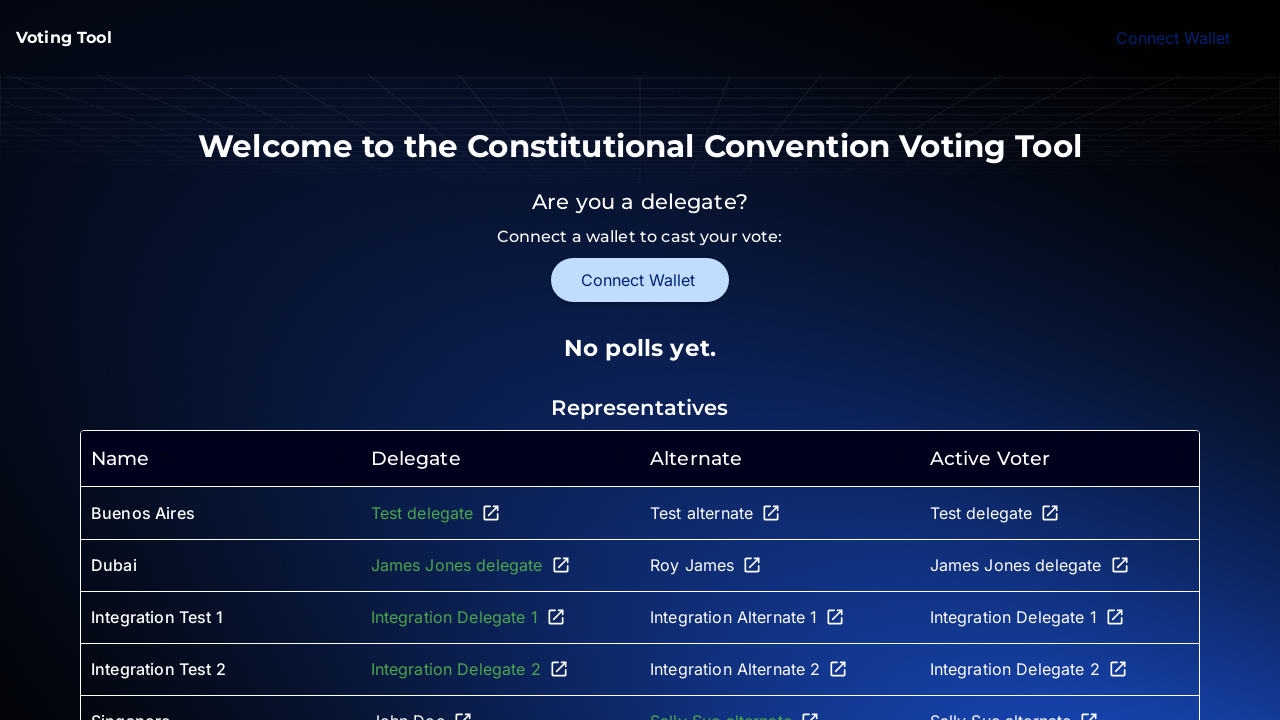 Voting Tool
Connect Wallet
Welcome to the Constitutional Convention Voting Tool
Are you a delegate?
Connect a wallet to cast your vote:
Connect Wallet
No polls yet.
Representatives
Name Delegate Alternate Active Voter
Buenos Aires Test delegate Test alternate Test delegate
Dubai James Jones delegate Roy James James Jones delegate
Integration Test 1 Integration Delegate 1 Integration Alternate 1 Integration Delegate 1
Integration Test 2 Integration Delegate 2 Integration Alternate 2 Integration Delegate 2
Singapore John Doe Sally Sue alternate Sally Sue alternate